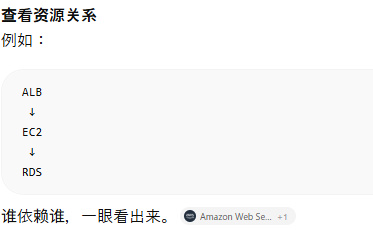 查看资源关系
例如：
ALB
↓
EC2
↓
RDS
谁依赖谁，一眼看出来。 Amazon Web Se... +1